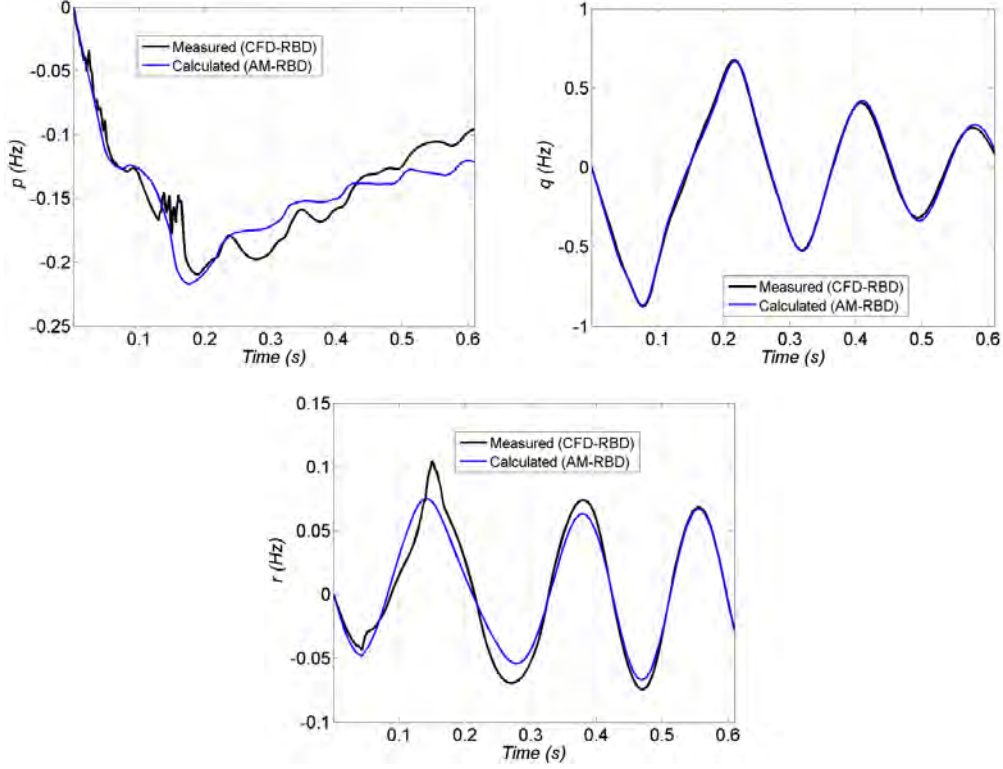 0
-0.05
-0.1
-0.15
-0.2
-0.25
p (Hz)
Measured (CFD-RBD)
Calculated (AM-RBD)
0.1 0.2 0.3 0.4 0.5 0.6
Time (s)
0.5
0
-0.5
-1
q (Hz)
Measured (CFD-RBD)
Calculated (AM-RBD)
0 0.1 0.2 0.3 0.4 0.5 0.6
Time (s)
0.15
0.1
0.05
0
-0.05
-0.1
r (Hz)
Measured (CFD-RBD)
Calculated (AM-RBD)
0.1 0.2 0.3 0.4 0.5 0.6
Time (s)